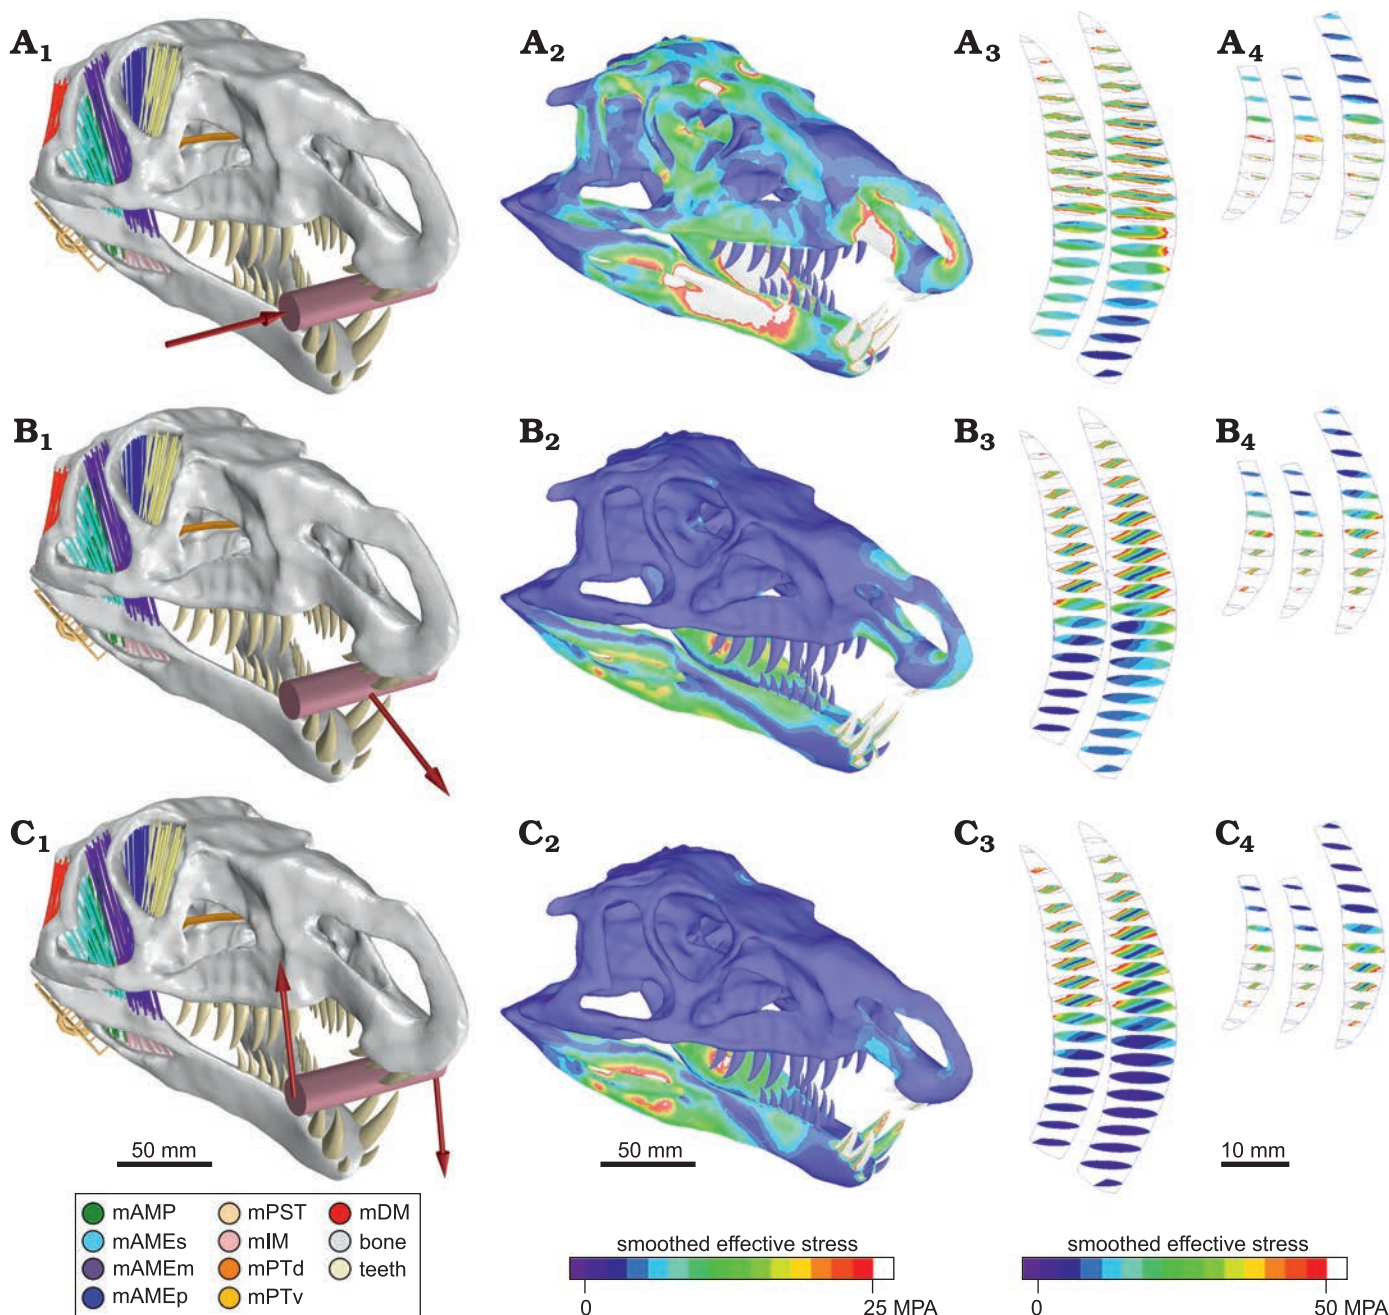 A1 A2 A3 A4
B1 B2 B3 B4
C1 C2 C3 C4
50 mm 50 mm 10 mm
mAMP mPST mDM
mAMEs mIM bone
mAMEm mPTd teeth
mAMEp mPTv
smoothed effective stress
0 25 MPA
smoothed effective stress
0 50 MPA